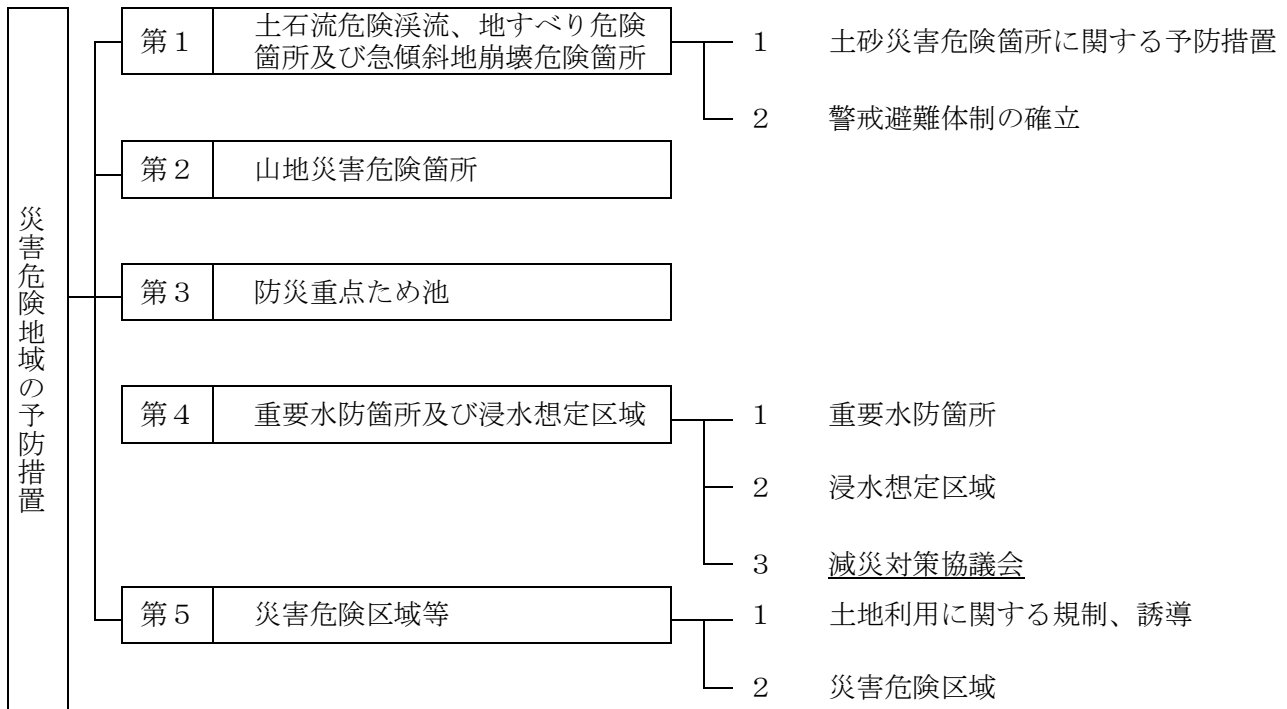 災害危険地域の予防措置
第１
土石流危険渓流、地すべり危険
箇所及び急傾斜地崩壊危険箇所
１ 土砂災害危険箇所に関する予防措置
２ 警戒避難体制の確立
第２ 山地災害危険箇所
第３ 防災重点ため池
第４ 重要水防箇所及び浸水想定区域
１ 重要水防箇所
２ 浸水想定区域
３ 減災対策協議会
第５ 災害危険区域等
１ 土地利用に関する規制、誘導
２ 災害危険区域